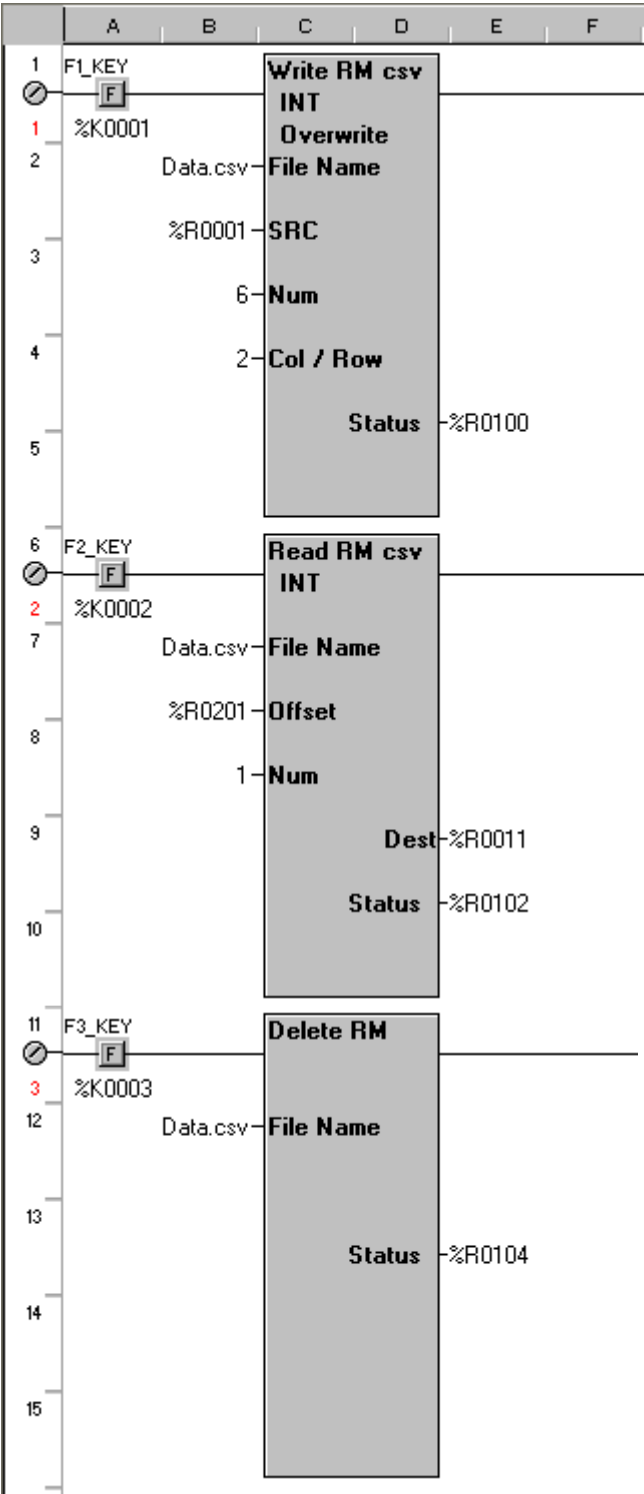 A B C D E F
1 F1_KEY Write RM csv
F INT
1 %K0001 Overwrite
2 Data.csv File Name
%R0001 SRC
3
6 Num
4 2 Col / Row
Status %R0100
5
6 F2_KEY Read RM csv
F INT
2 %K0002
7 Data.csv File Name
%R0201 Offset
8
1 Num
9 Dest %R0011
Status %R0102
10
11 F3_KEY Delete RM
F
3 %K0003
12 Data.csv File Name
13
Status %R0104
14
15